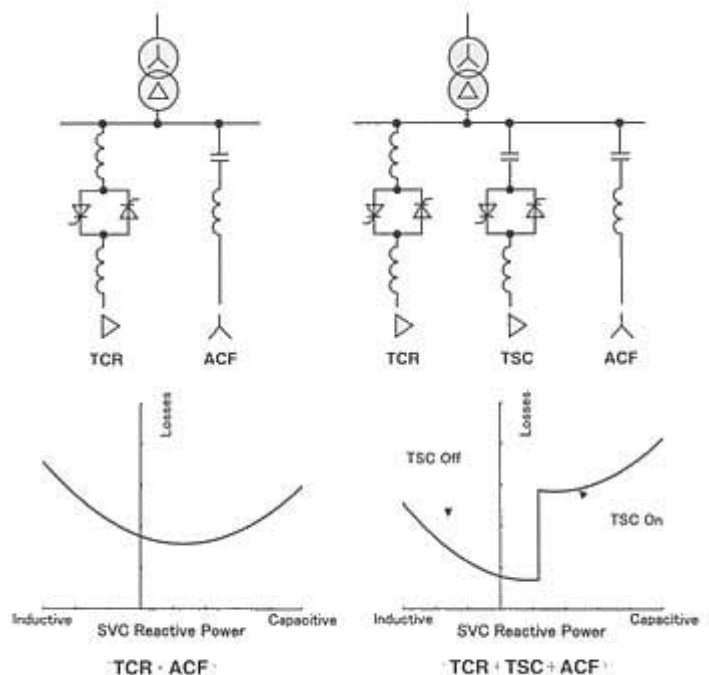 TCR
ACF
TCR
TSC
ACF
Losses
Inductive
Capacitive
SVC Reactive Power
TCR + ACF
Losses
TSC Off
TSC On
Inductive
Capacitive
SVC Reactive Power
TCR + TSC + ACF